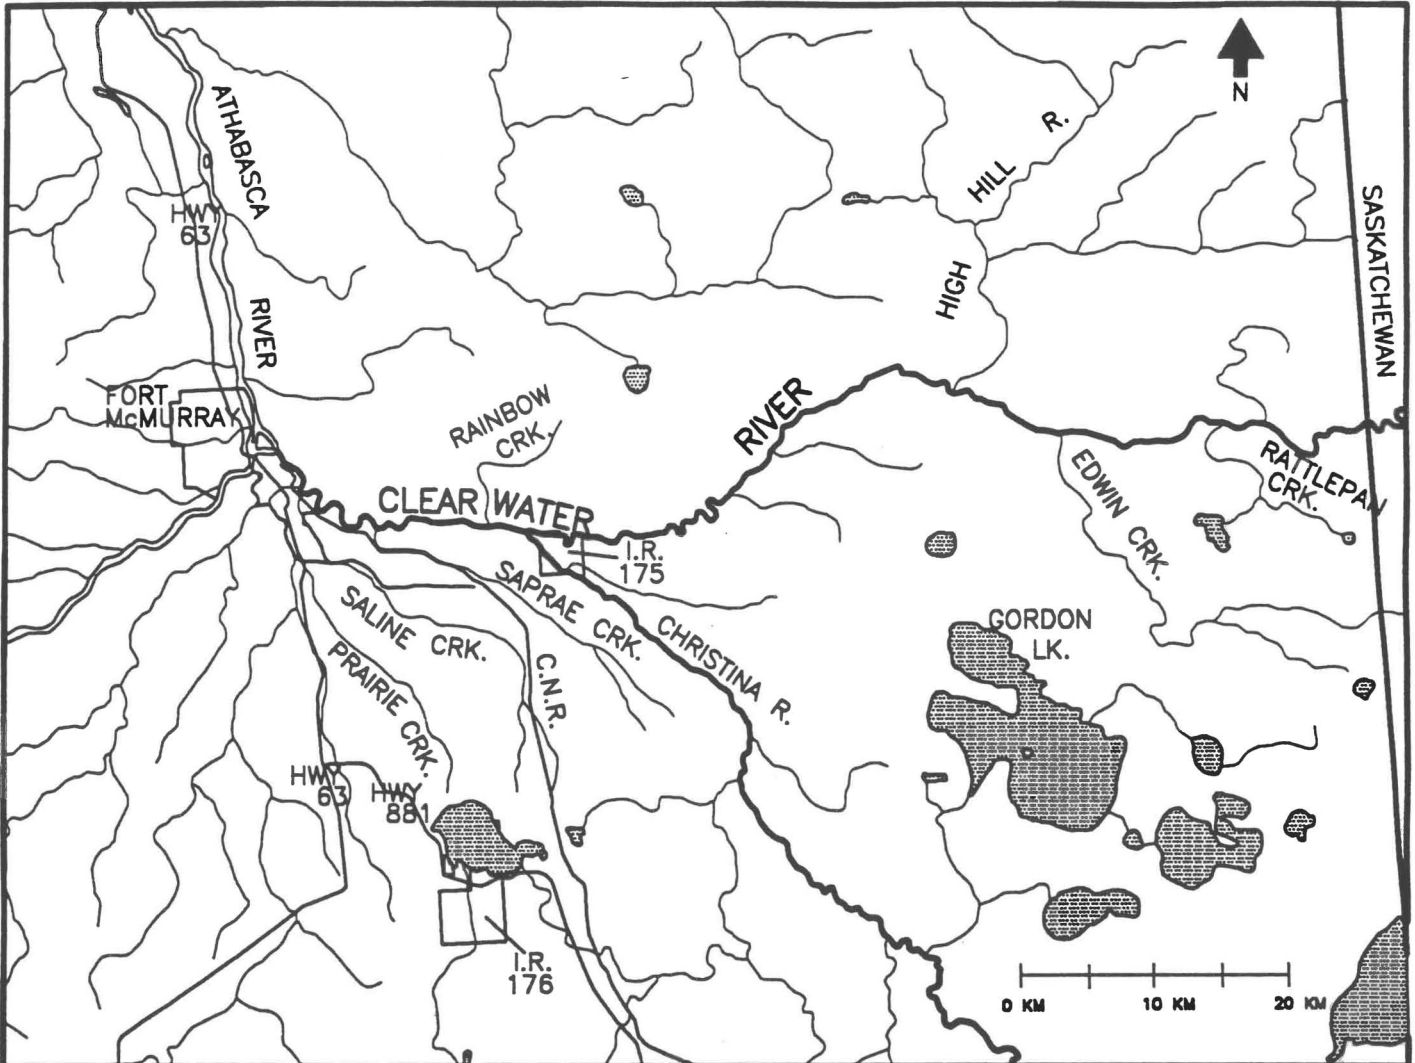 N
ATHABASCA
RIVER
HILL
R.
HIGH
SASKATCHEWAN
HWY
63
FORT
McMURRAY
RAINBOW
CRK.
RIVER
CLEAR WATER
RATTLEPAN
CRK.
EDWIN CRK.
I.R.
175
SAPRAE CRK.
SALINE CRK.
CHRISTINA R.
GORDON
LK.
PRAIRIE CRK.
C.N.R.
HWY
63
HWY
881
I.R.
176
0 KM 10 KM 20 KM